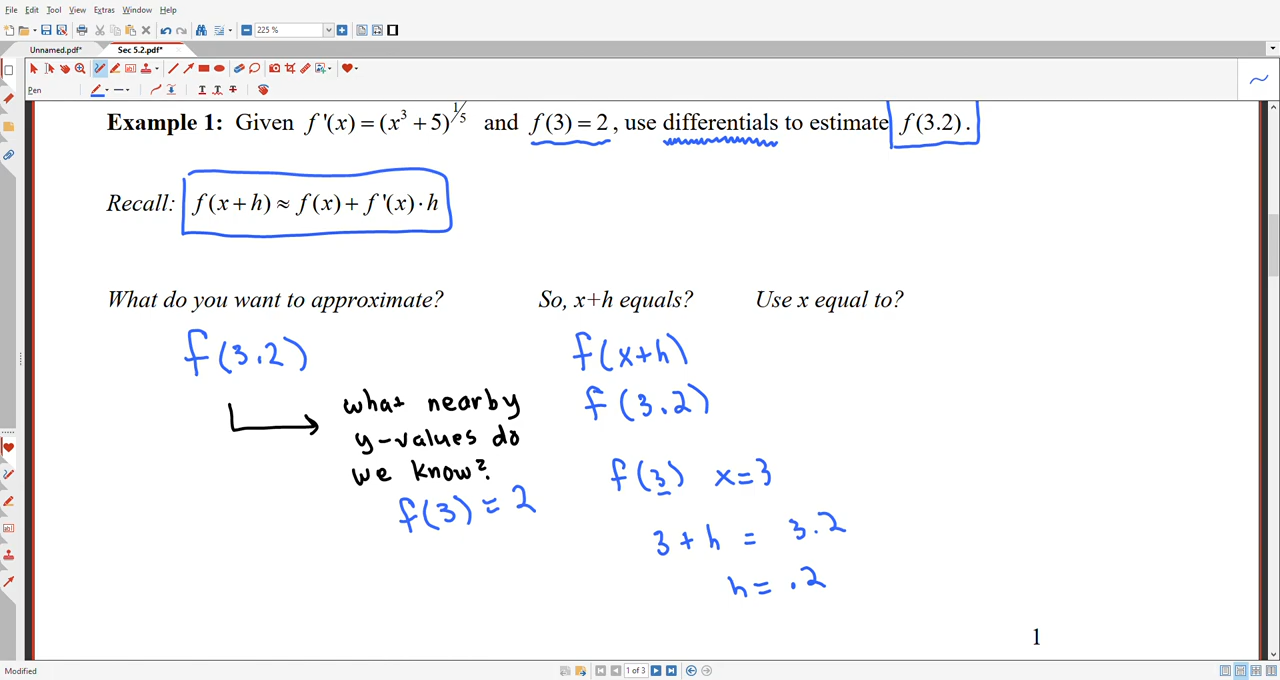 File Edit Tool View Extras Window Help
225 %
Unnamed.pdf* Sec 5.2.pdf*
Pen
Example 1: Given f '(x) = (x³ + 5)^(1/5) and f(3) = 2, use differentials to estimate f(3.2).
Recall: f(x + h) ≈ f(x) + f '(x) · h
What do you want to approximate? So, x+h equals? Use x equal to?
f(3.2)
what nearby
y-values do
we know?
f(3) = 2
f(x+h)
f(3.2)
f(3) x=3
3 + h = 3.2
h = .2
1
Modified
1 of 3